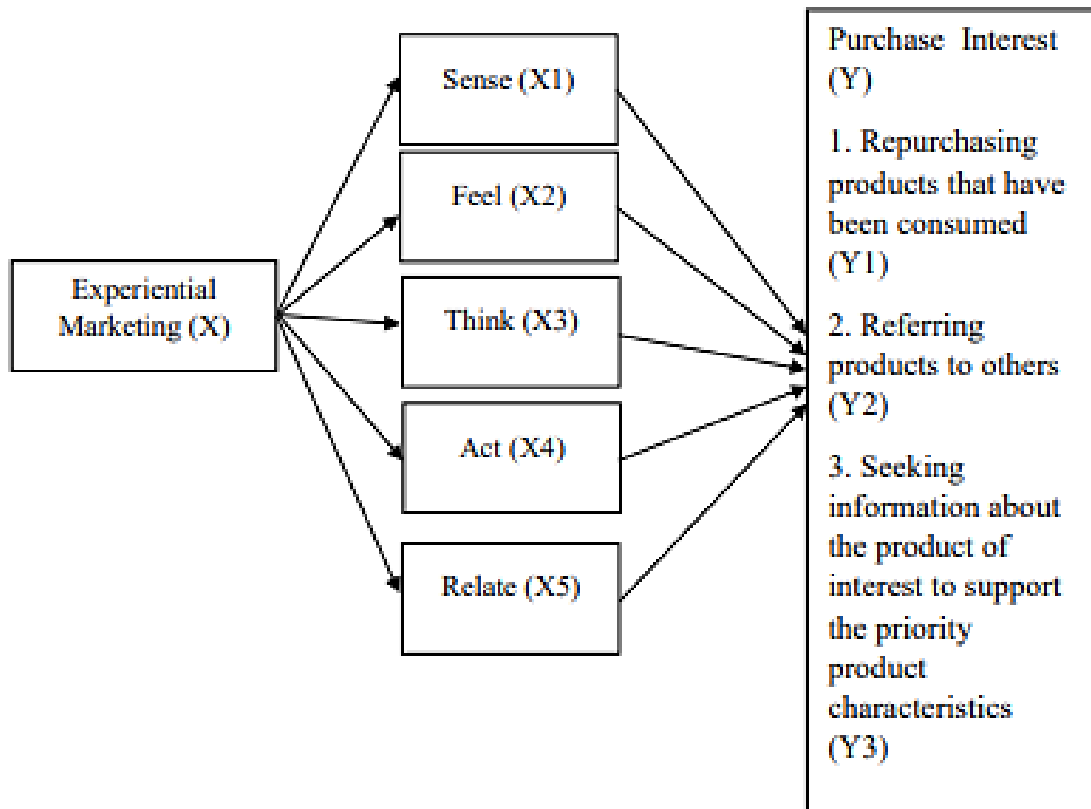 Experiential
Marketing (X)
Sense (X1)
Feel (X2)
Think (X3)
Act (X4)
Relate (X5)
Purchase Interest
(Y)
1. Repurchasing
products that have
been consumed
(Y1)
2. Referring
products to others
(Y2)
3. Seeking
information about
the product of
interest to support
the priority
product
characteristics
(Y3)